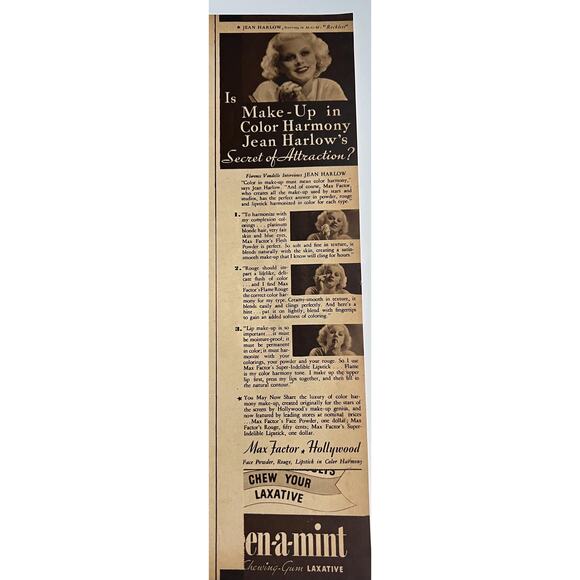 ★ JEAN HARLOW, Starring in M-G-M's "Reckless"
Is
Make-Up in
Color Harmony
Jean Harlow's
Secret of Attraction?
Florence Vondelle Interviews JEAN HARLOW
"Color in make-up must mean color harmony,"
says Jean Harlow. "And of course, Max Factor,
who creates all the make-up used by stars and
studios, has the perfect answer in powder, rouge
and lipstick harmonized in color for each type.
1. "To harmonize with
my complexion col-
orings . . . platinum
blonde hair, very fair
skin and blue eyes,
Max Factor's Flesh
Powder is perfect. So soft and fine in texture, it
blends naturally with the skin, creating a satin-
smooth make-up that I know will cling for hours."
2. "Rouge should im-
part a lifelike, deli-
cate flush of color
. . . and I find Max
Factor's Flame Rouge
the correct color har-
mony for my type. Creamy-smooth in texture, it
blends easily and clings perfectly. And here's a
hint . . . pat it on lightly; blend with fingertips
to gain an added softness of coloring."
3. "Lip make-up is so
important . . . it must
be moisture-proof; it
must be permanent
in color; it must har-
monize with your
colorings, your powder and your rouge. So I use
Max Factor's Super-Indelible Lipstick . . . Flame
is my color harmony tone. I make up the upper
lip first, press my lips together, and then fill in
the natural contour."
★ You May Now Share the luxury of color har-
mony make-up, created originally for the stars of
the screen by Hollywood's make-up genius, and
now featured by leading stores at nominal prices
. . . Max Factor's Face Powder, one dollar; Max
Factor's Rouge, fifty cents; Max Factor's Super-
Indelible Lipstick, one dollar.
Max Factor ★ Hollywood
Face Powder, Rouge, Lipstick in Color Harmony
CHEW YOUR
LAXATIVE
en-a-mint
Chewing-Gum LAXATIVE